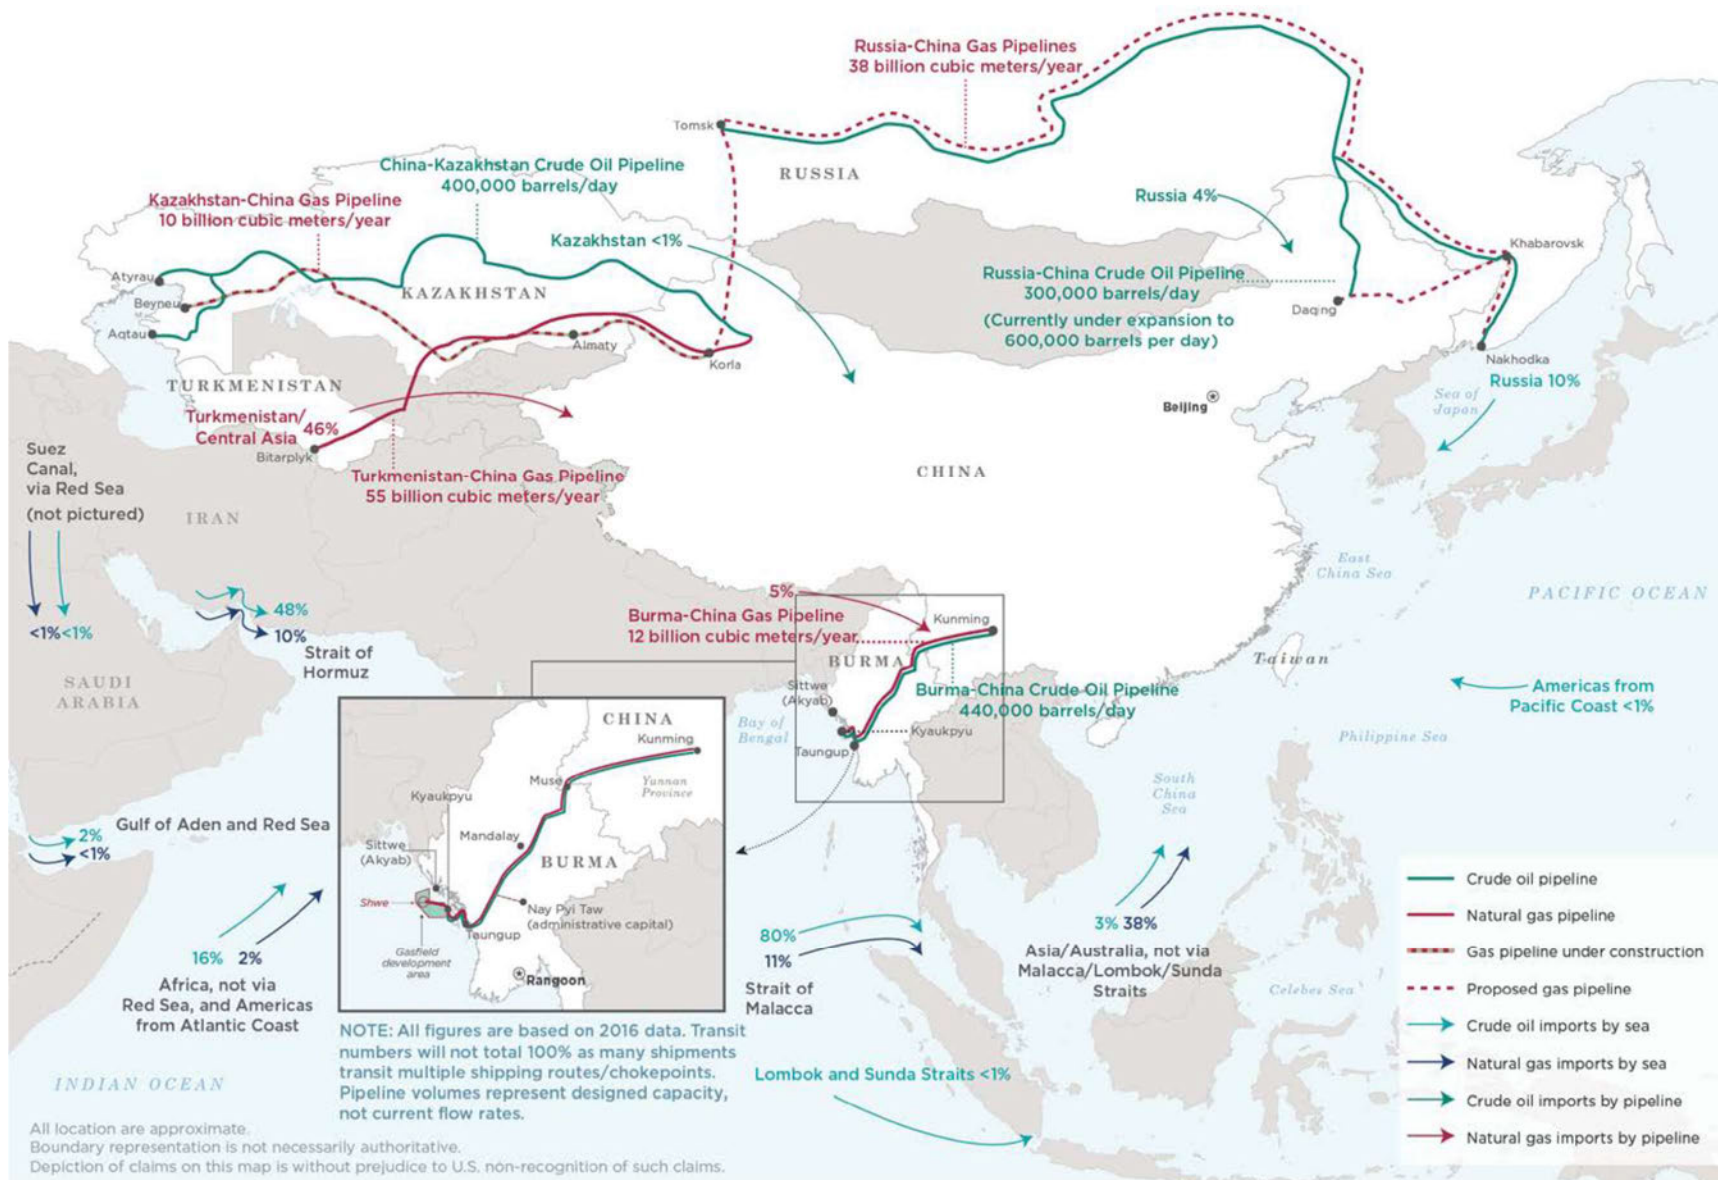 Russia-China Gas Pipelines
38 billion cubic meters/year
Tomsk
RUSSIA
China-Kazakhstan Crude Oil Pipeline
400,000 barrels/day
Kazakhstan-China Gas Pipeline
10 billion cubic meters/year
Russia 4%
Kazakhstan <1%
Khabarovsk
Russia-China Crude Oil Pipeline
300,000 barrels/day
(Currently under expansion to
600,000 barrels per day)
Daqing
Atyrau
Beyneu
Aqtau
KAZAKHSTAN
Almaty
Korla
Nakhodka
Russia 10%
Sea of
Japan
TURKMENISTAN
Turkmenistan/
Central Asia
46%
Bitarplyk
Beijing
Suez
Canal,
via Red Sea
(not pictured)
Turkmenistan-China Gas Pipeline
55 billion cubic meters/year
CHINA
IRAN
East
China Sea
PACIFIC OCEAN
<1%
<1%
48%
10%
Strait of
Hormuz
5%
Burma-China Gas Pipeline
12 billion cubic meters/year
Kunming
BURMA
Taiwan
SAUDI
ARABIA
Sittwe
(Akyab)
Burma-China Crude Oil Pipeline
440,000 barrels/day
Americas from
Pacific Coast <1%
Bay of
Bengal
Kyaukpyu
Taungup
Philippine Sea
South
China
Sea
CHINA
Kunming
Muse
Yunnan
Province
Kyaukpyu
Mandalay
Sittwe
(Akyab)
BURMA
Shwe
Nay Pyi Taw
(administrative capital)
Taungup
Gasfield
development
area
Rangoon
2%
<1%
Gulf of Aden and Red Sea
16%
2%
Africa, not via
Red Sea, and Americas
from Atlantic Coast
80%
11%
Strait of
Malacca
3%
38%
Asia/Australia, not via
Malacca/Lombok/Sunda
Straits
Celebes Sea
Lombok and Sunda Straits <1%
INDIAN OCEAN
NOTE: All figures are based on 2016 data. Transit
numbers will not total 100% as many shipments
transit multiple shipping routes/chokepoints.
Pipeline volumes represent designed capacity,
not current flow rates.
All location are approximate.
Boundary representation is not necessarily authoritative.
Depiction of claims on this map is without prejudice to U.S. non-recognition of such claims.
Crude oil pipeline
Natural gas pipeline
Gas pipeline under construction
Proposed gas pipeline
Crude oil imports by sea
Natural gas imports by sea
Crude oil imports by pipeline
Natural gas imports by pipeline